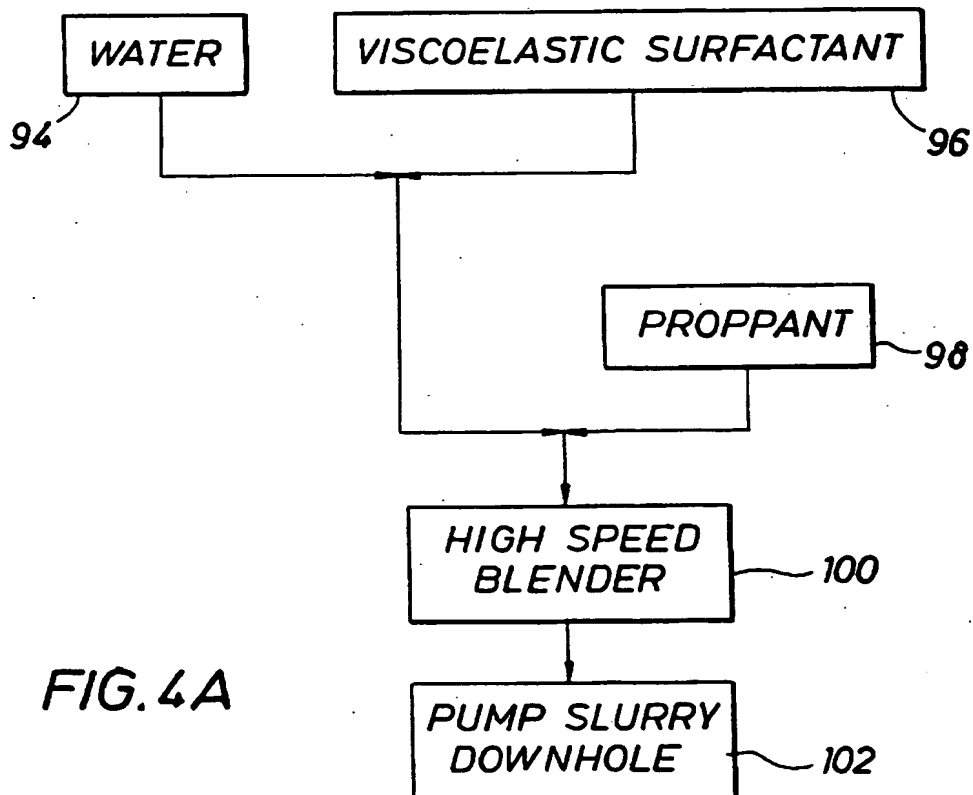 WATER
VISCOELASTIC SURFACTANT
94
96
PROPPANT
98
HIGH SPEED
BLENDER
100
FIG. 4A
PUMP SLURRY
DOWNHOLE
102